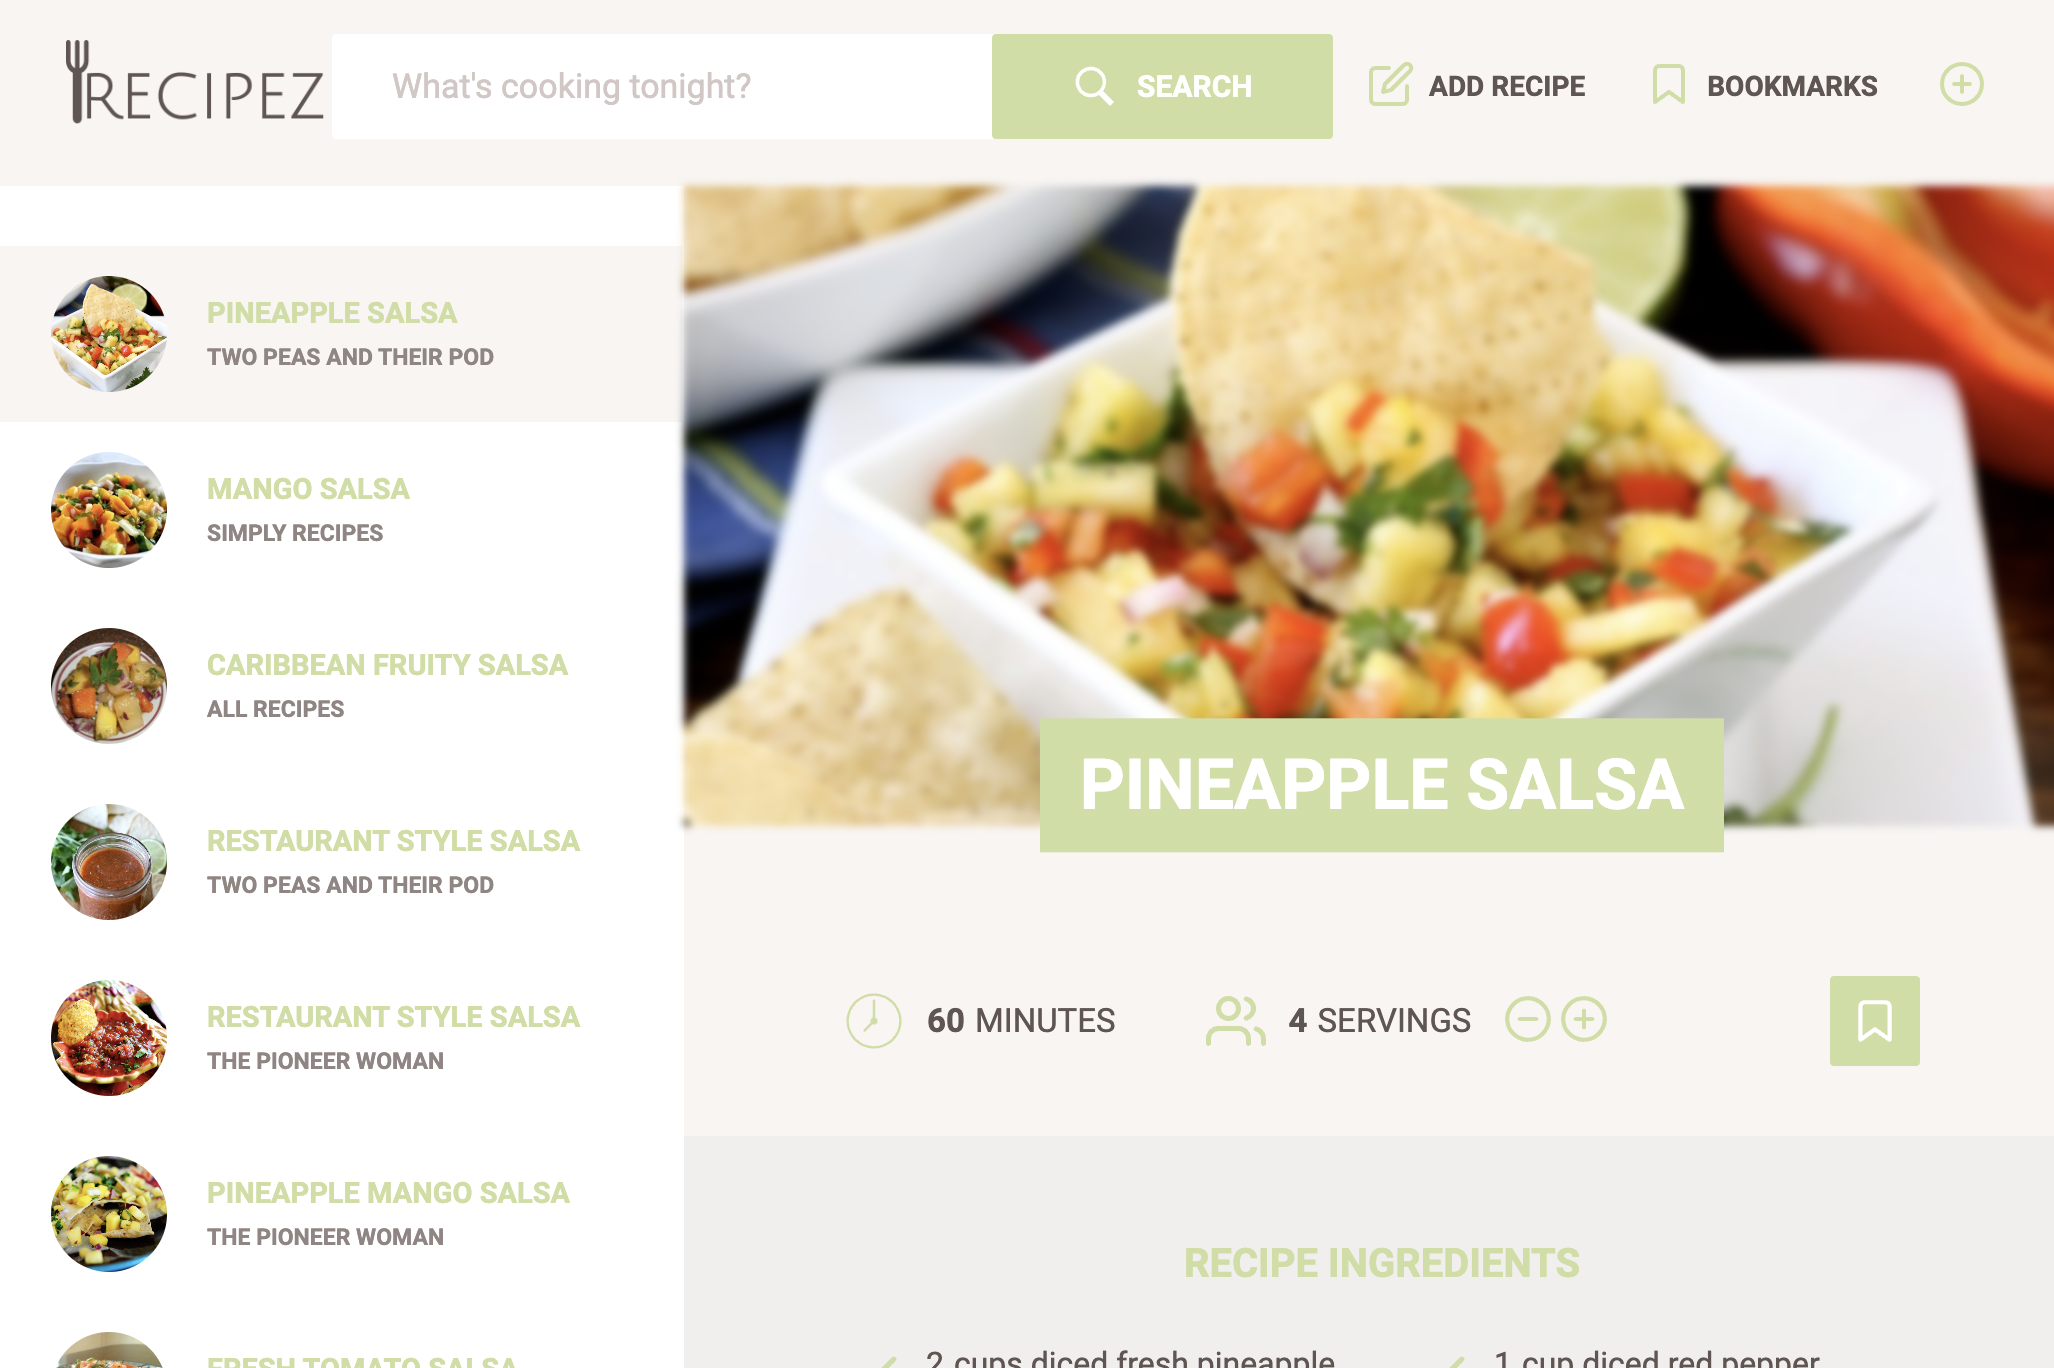 RECIPEZ
What's cooking tonight?
SEARCH
ADD RECIPE
BOOKMARKS
PINEAPPLE SALSA
TWO PEAS AND THEIR POD
MANGO SALSA
SIMPLY RECIPES
CARIBBEAN FRUITY SALSA
ALL RECIPES
RESTAURANT STYLE SALSA
TWO PEAS AND THEIR POD
RESTAURANT STYLE SALSA
THE PIONEER WOMAN
PINEAPPLE MANGO SALSA
THE PIONEER WOMAN
FRESH TOMATO SALSA
PINEAPPLE SALSA
60 MINUTES
4 SERVINGS
RECIPE INGREDIENTS
2 cups diced fresh pineapple
1 cup diced red pepper